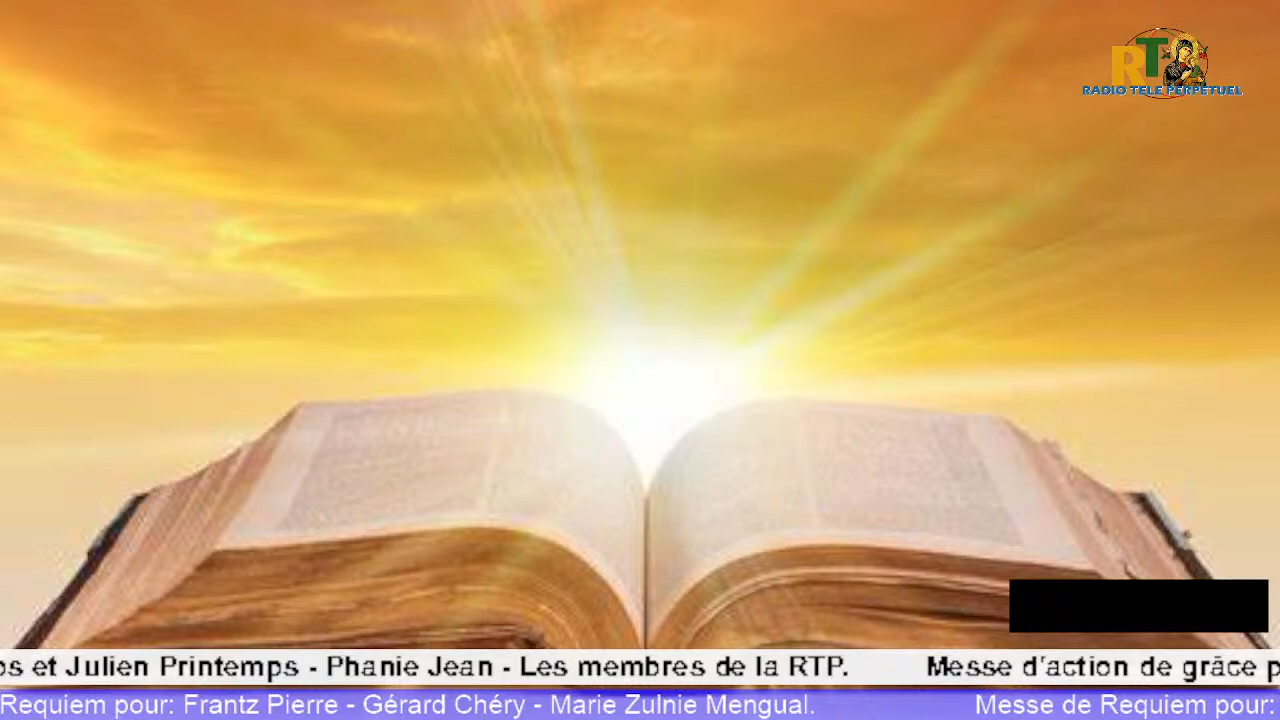 RT
RADIO TELE PERPETUEL
et Julien Printemps - Phanie Jean - Les membres de la RTP. Messe d'action de grâce
Requiem pour: Frantz Pierre - Gérard Chéry - Marie Zulnie Mengual. Messe de Requiem pour: